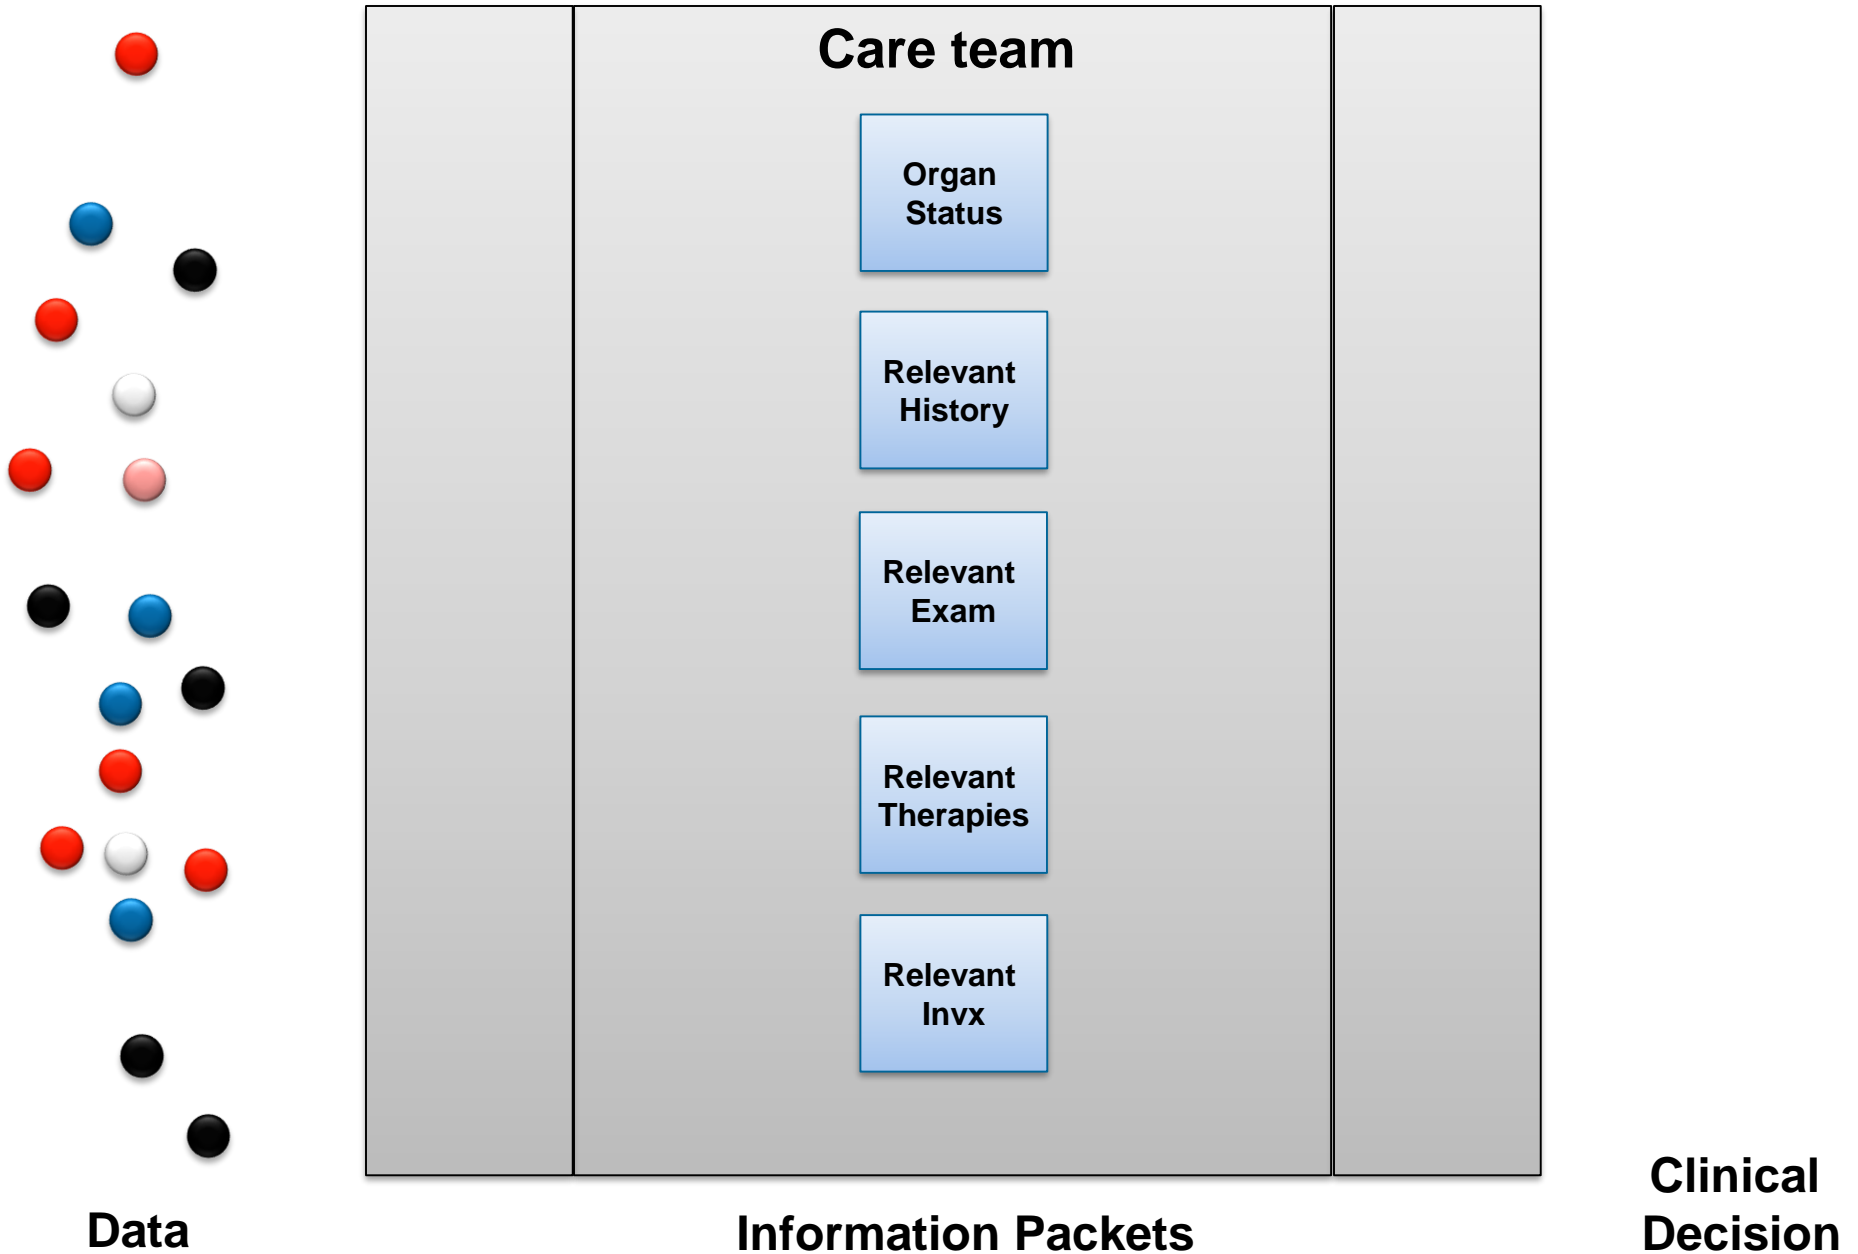 Care team
Organ
Status
Relevant
History
Relevant
Exam
Relevant
Therapies
Relevant
Invx
Data
Information Packets
Clinical
Decision